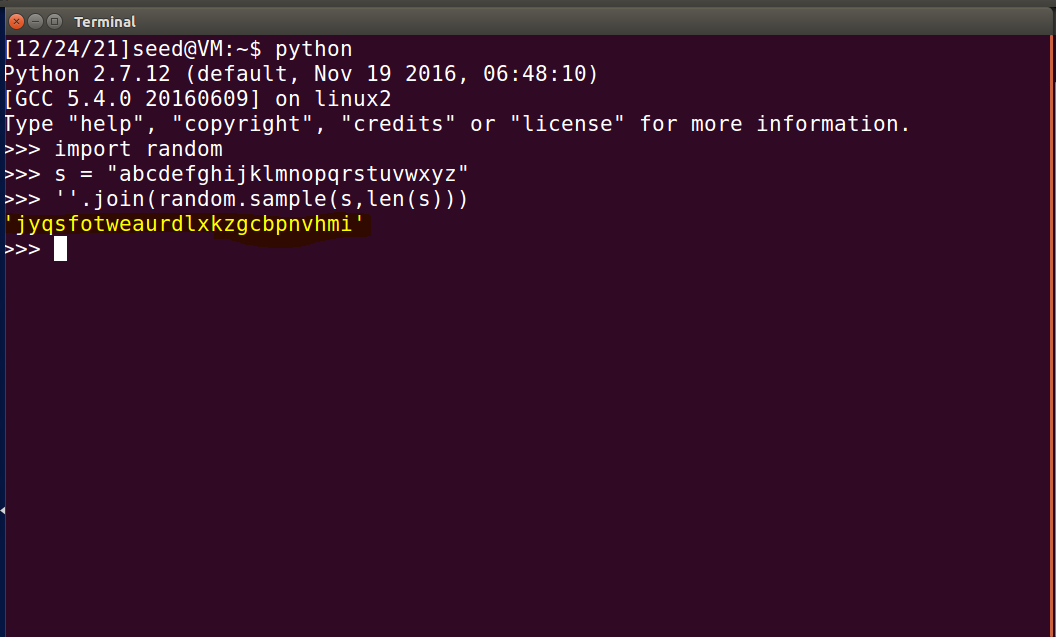 Terminal
[12/24/21]seed@VM:~$ python
Python 2.7.12 (default, Nov 19 2016, 06:48:10)
[GCC 5.4.0 20160609] on linux2
Type "help", "copyright", "credits" or "license" for more information.
>>> import random
>>> s = "abcdefghijklmnopqrstuvwxyz"
>>> ''.join(random.sample(s,len(s)))
'jyqsfotweaurdlxkzgcbpnvhmi'
>>>